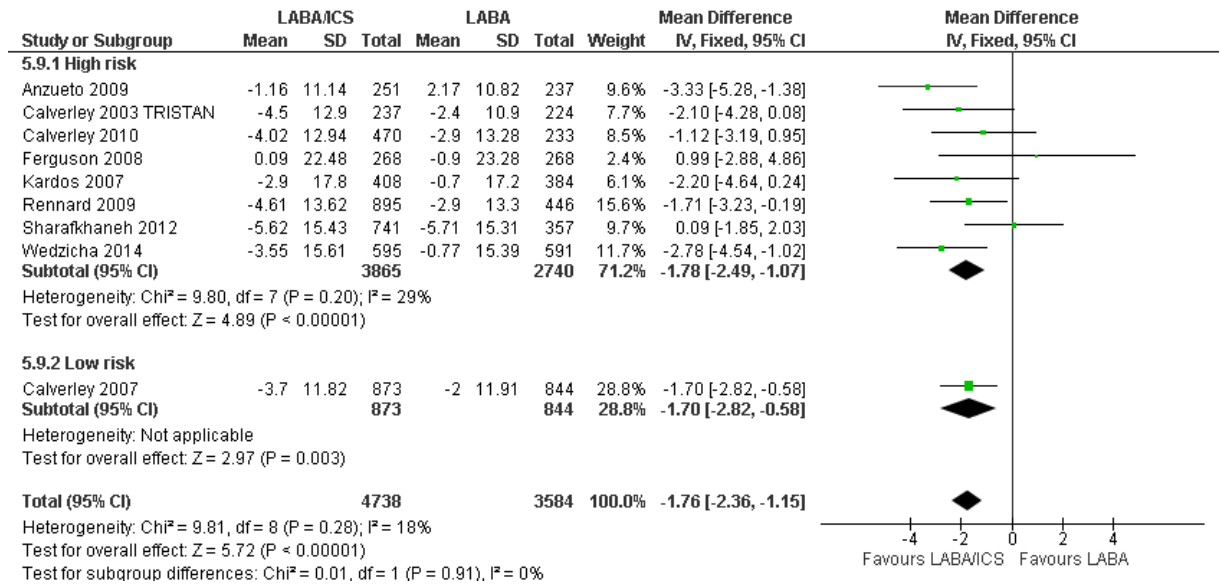 LABA/ICS LABA Mean Difference Mean Difference
Study or Subgroup Mean SD Total Mean SD Total Weight IV, Fixed, 95% CI IV, Fixed, 95% CI
5.9.1 High risk
Anzueto 2009 -1.16 11.14 251 2.17 10.82 237 9.6% -3.33 [-5.28, -1.38]
Calverley 2003 TRISTAN -4.5 12.9 237 -2.4 10.9 224 7.7% -2.10 [-4.28, 0.08]
Calverley 2010 -4.02 12.94 470 -2.9 13.28 233 8.5% -1.12 [-3.19, 0.95]
Ferguson 2008 0.09 22.48 268 -0.9 23.28 268 2.4% 0.99 [-2.88, 4.86]
Kardos 2007 -2.9 17.8 408 -0.7 17.2 384 6.1% -2.20 [-4.64, 0.24]
Rennard 2009 -4.61 13.62 895 -2.9 13.3 446 15.6% -1.71 [-3.23, -0.19]
Sharafkhaneh 2012 -5.62 15.43 741 -5.71 15.31 357 9.7% 0.09 [-1.85, 2.03]
Wedzicha 2014 -3.55 15.61 595 -0.77 15.39 591 11.7% -2.78 [-4.54, -1.02]
Subtotal (95% CI) 3865 2740 71.2% -1.78 [-2.49, -1.07]
Heterogeneity: Chi² = 9.80, df = 7 (P = 0.20); I² = 29%
Test for overall effect: Z = 4.89 (P < 0.00001)
5.9.2 Low risk
Calverley 2007 -3.7 11.82 873 -2 11.91 844 28.8% -1.70 [-2.82, -0.58]
Subtotal (95% CI) 873 844 28.8% -1.70 [-2.82, -0.58]
Heterogeneity: Not applicable
Test for overall effect: Z = 2.97 (P = 0.003)
Total (95% CI) 4738 3584 100.0% -1.76 [-2.36, -1.15]
Heterogeneity: Chi² = 9.81, df = 8 (P = 0.28); I² = 18%
Test for overall effect: Z = 5.72 (P < 0.00001)
Test for subgroup differences: Chi² = 0.01, df = 1 (P = 0.91), I² = 0%
-4 -2 0 2 4
Favours LABA/ICS Favours LABA